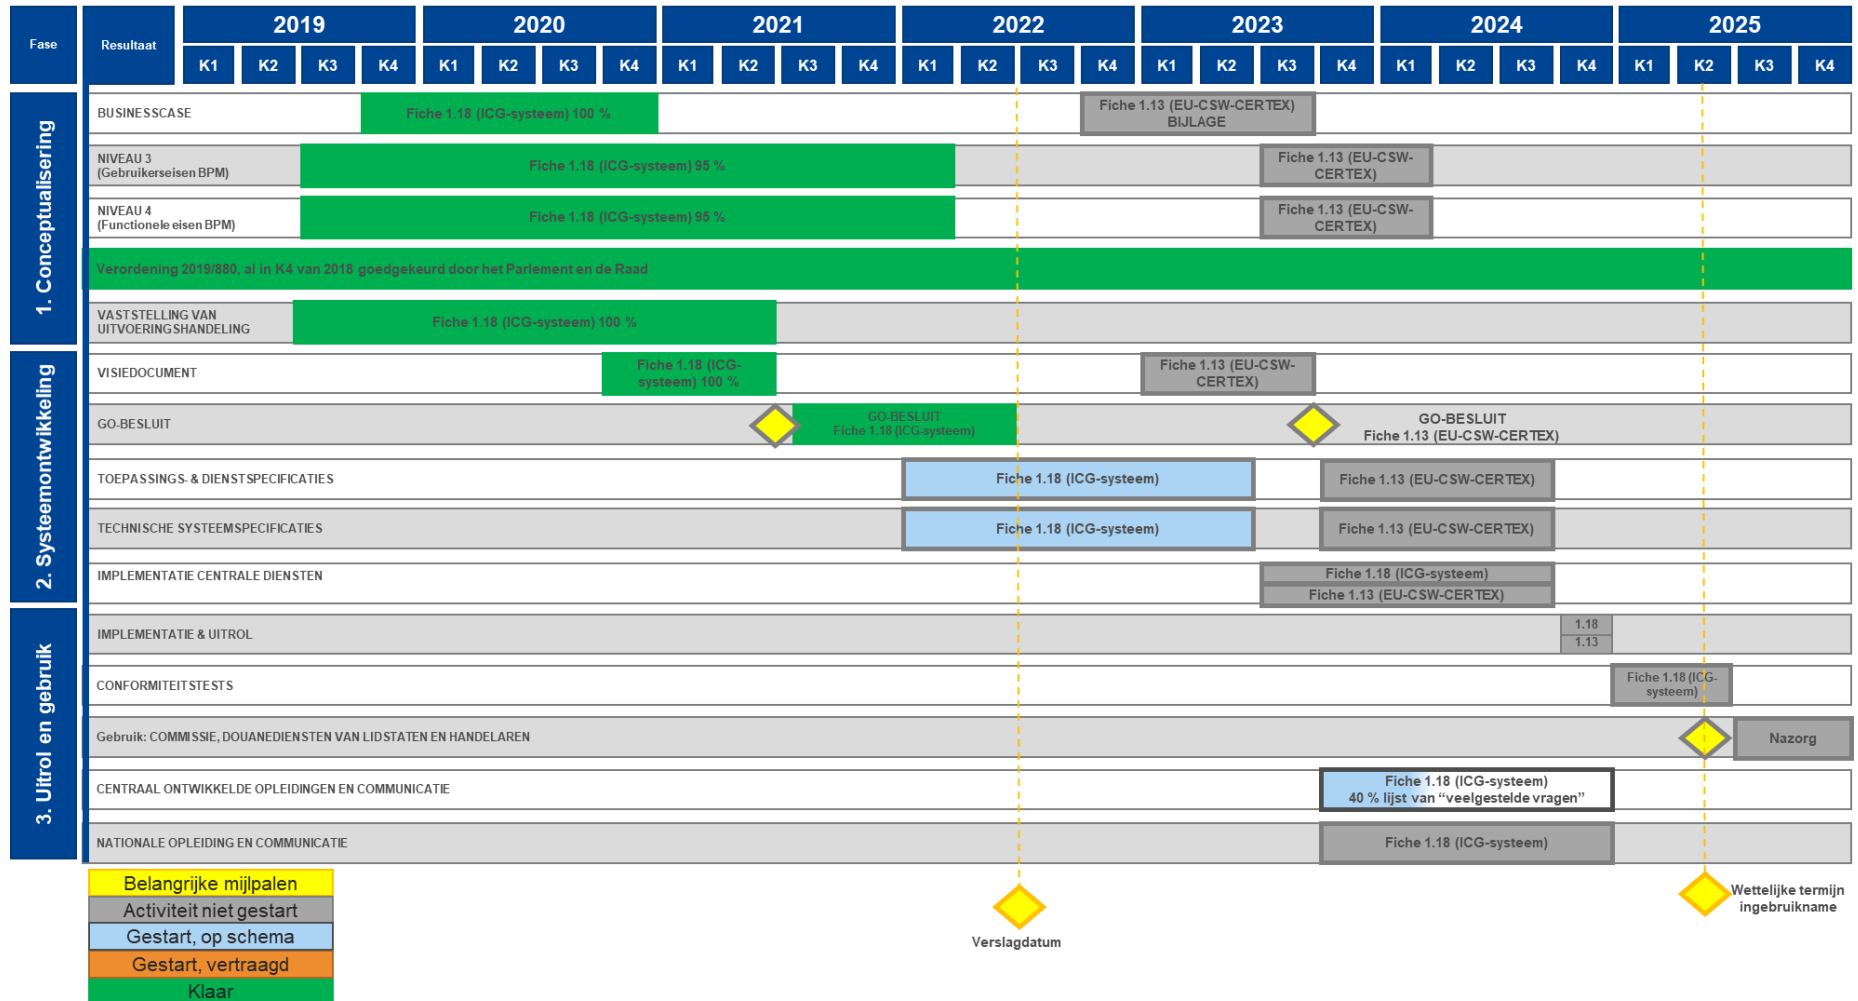 Fase
Resultaat
2019
2020
2021
2022
2023
2024
2025
K1 K2 K3 K4 K1 K2 K3 K4 K1 K2 K3 K4 K1 K2 K3 K4 K1 K2 K3 K4 K1 K2 K3 K4 K1 K2 K3 K4
1. Conceptualisering
BUSINESSCASE
Fiche 1.18 (ICG-systeem) 100 %
Fiche 1.13 (EU-CSW-CERTEX)
BIJLAGE
NIVEAU 3
(Gebruikerseisen BPM)
Fiche 1.18 (ICG-systeem) 95 %
Fiche 1.13 (EU-CSW-
CERTEX)
NIVEAU 4
(Functionele eisen BPM)
Fiche 1.18 (ICG-systeem) 95 %
Fiche 1.13 (EU-CSW-
CERTEX)
Verordening 2019/880, al in K4 van 2018 goedgekeurd door het Parlement en de Raad
VASTSTELLING VAN
UITVOERINGSHANDELING
Fiche 1.18 (ICG-systeem) 100 %
2. Systeemontwikkeling
VISIEDOCUMENT
Fiche 1.18 (ICG-
systeem) 100 %
Fiche 1.13 (EU-CSW-
CERTEX)
GO-BESLUIT
GO-BESLUIT
Fiche 1.18 (ICG-systeem)
GO-BESLUIT
Fiche 1.13 (EU-CSW-CERTEX)
TOEPASSINGS- & DIENSTSPECIFICATIES
Fiche 1.18 (ICG-systeem)
Fiche 1.13 (EU-CSW-CERTEX)
TECHNISCHE SYSTEEMSPECIFICATIES
Fiche 1.18 (ICG-systeem)
Fiche 1.13 (EU-CSW-CERTEX)
IMPLEMENTATIE CENTRALE DIENSTEN
Fiche 1.18 (ICG-systeem)
Fiche 1.13 (EU-CSW-CERTEX)
3. Uitrol en gebruik
IMPLEMENTATIE & UITROL
1.18
1.13
CONFORMITEITSTESTS
Fiche 1.18 (ICG-
systeem)
Gebruik: COMMISSIE, DOUANEDIENSTEN VAN LIDSTATEN EN HANDELAREN
Nazorg
CENTRAAL ONTWIKKELDE OPLEIDINGEN EN COMMUNICATIE
Fiche 1.18 (ICG-systeem)
40 % lijst van “veelgestelde vragen”
NATIONALE OPLEIDING EN COMMUNICATIE
Fiche 1.18 (ICG-systeem)
Belangrijke mijlpalen
Activiteit niet gestart
Gestart, op schema
Gestart, vertraagd
Klaar
Verslagdatum
Wettelijke termijn
ingebruikname